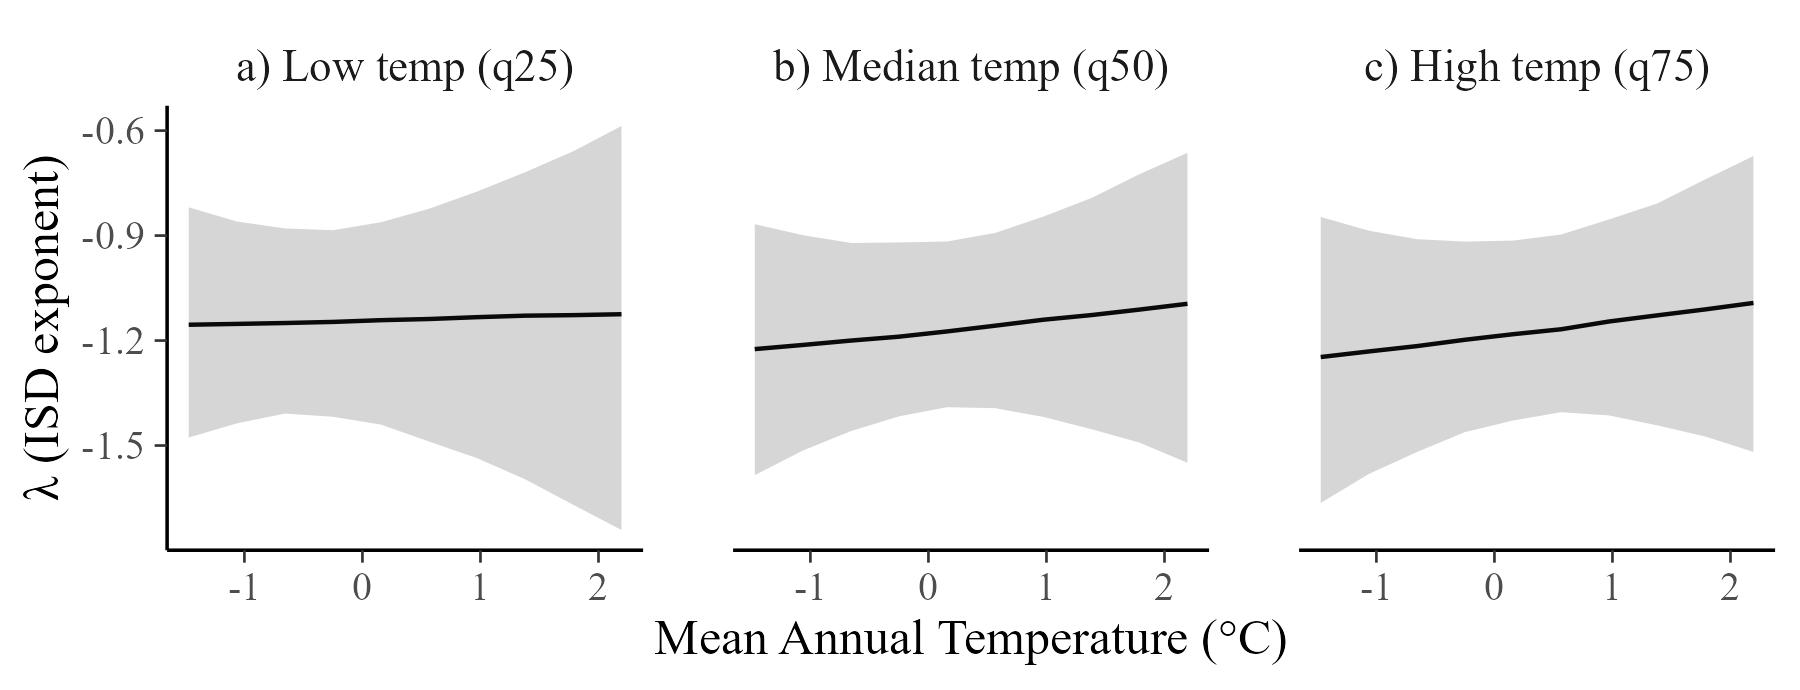 a) Low temp (q25)
b) Median temp (q50)
c) High temp (q75)
λ (ISD exponent)
-0.6
-0.9
-1.2
-1.5
-1 0 1 2
-1 0 1 2
-1 0 1 2
Mean Annual Temperature (°C)